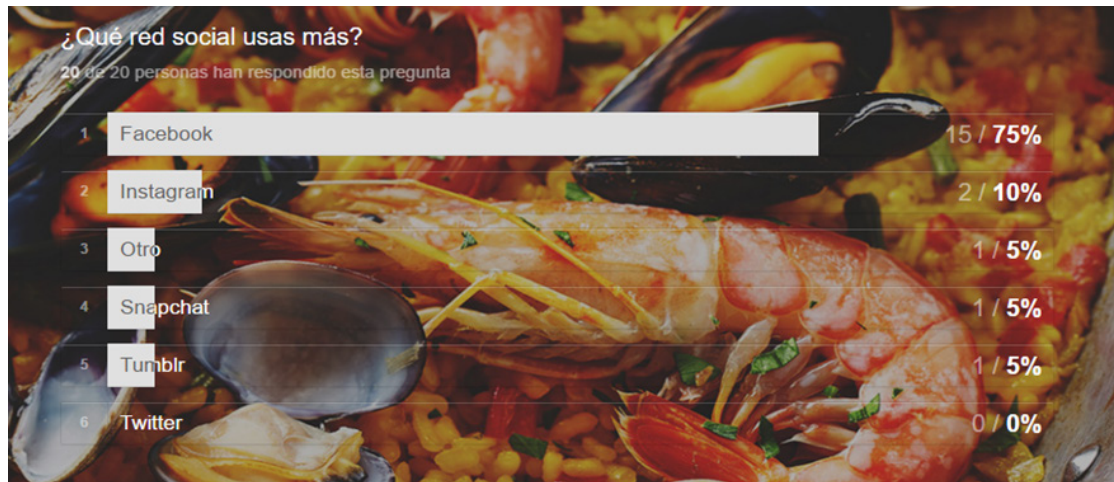 ¿Qué red social usas más?
20 de 20 personas han respondido esta pregunta
1 Facebook 15 / 75%
2 Instagram 2 / 10%
3 Otro 1 / 5%
4 Snapchat 1 / 5%
5 Tumblr 1 / 5%
6 Twitter 0 / 0%